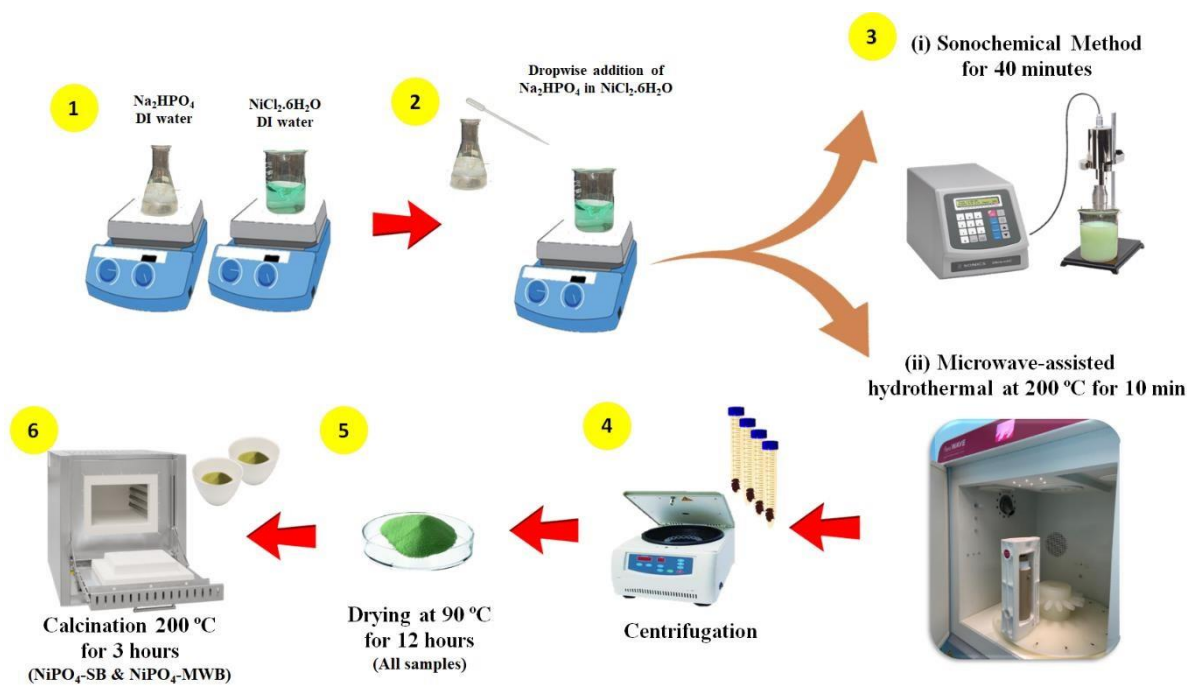 1
Na₂HPO₄
DI water
NiCl₂.6H₂O
DI water
2
Dropwise addition of
Na₂HPO₄ in NiCl₂.6H₂O
3
(i) Sonochemical Method
for 40 minutes
(ii) Microwave-assisted
hydrothermal at 200 ºC for 10 min
4
Centrifugation
5
Drying at 90 ºC
for 12 hours
(All samples)
6
Calcination 200 ºC
for 3 hours
(NiPO₄-SB & NiPO₄-MWB)